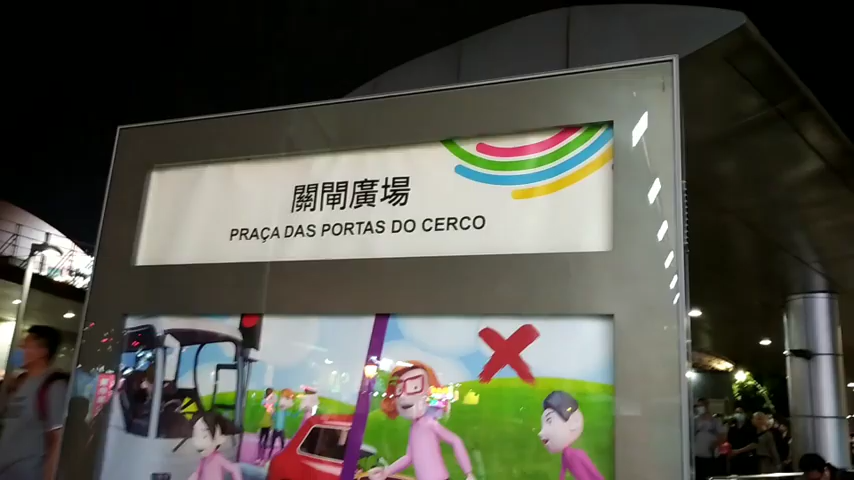 關閘廣場
PRAÇA DAS PORTAS DO CERCO